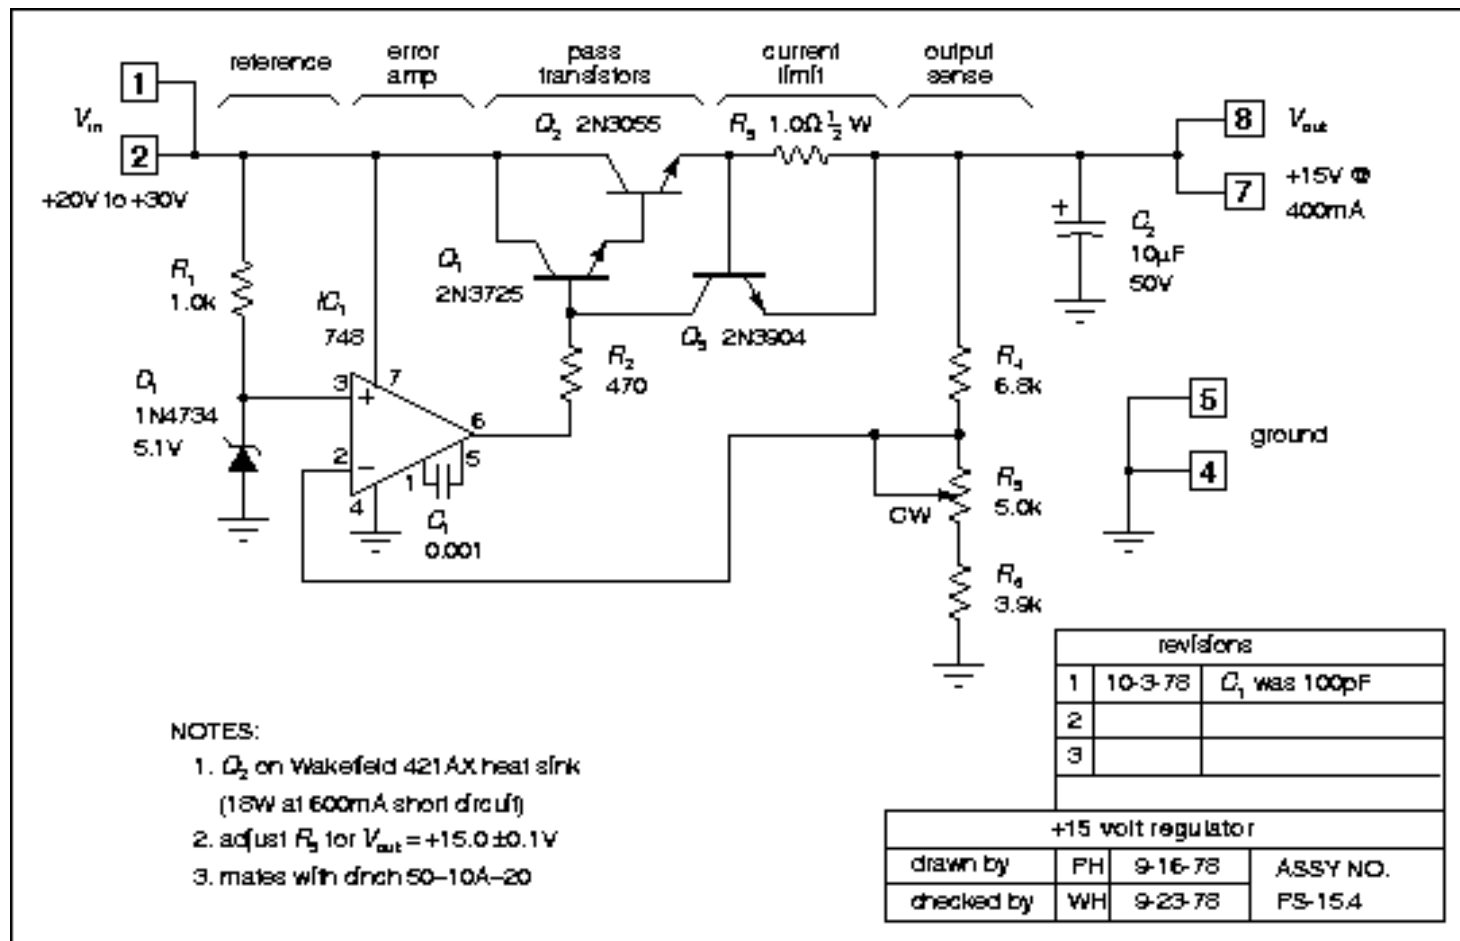 reference
error
amp
pass
transistors
current
limit
output
sense
1
V_in
2
+20V to +30V
Q2 2N3055
R3 1.0Ω ½ W
8
V_out
7
+15V @
400mA
R1
1.0k
IC1
748
Q1
2N3725
Q3 2N3904
+
C2
10μF
50V
R2
470
R4
6.8k
D1
1N4734
5.1V
3
+
7
6
2
−
1
5
4
C1
0.001
CW
R5
5.0k
R6
3.9k
5
ground
4
NOTES:
1. Q2 on Wakefield 421AX heat sink
(18W at 600mA short circuit)
2. adjust R5 for V_out = +15.0±0.1V
3. mates with cinch 50–10A–20
revisions
1 10-3-78 C1 was 100pF
2
3
+15 volt regulator
drawn by PH 9-16-78 ASSY NO.
checked by WH 9-23-78 PS-15.4